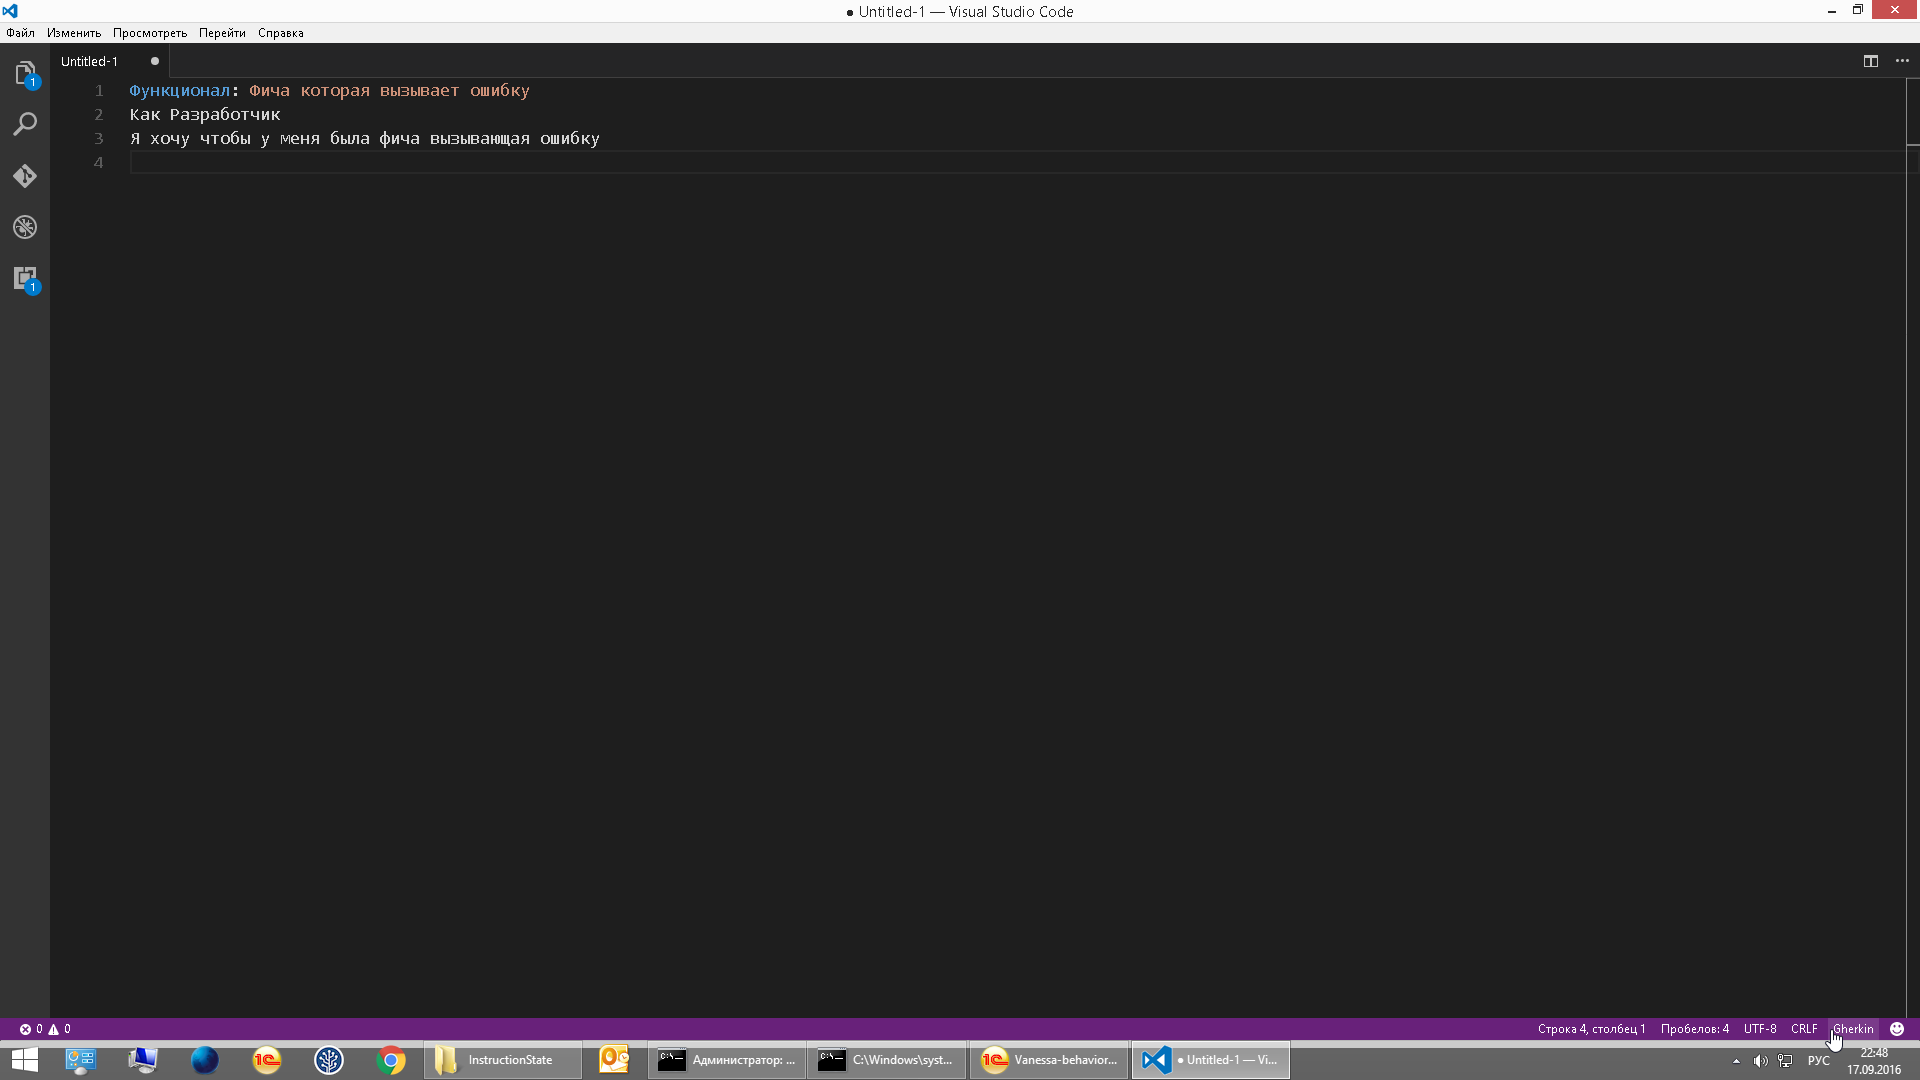 ● Untitled-1 — Visual Studio Code
Файл Изменить Просмотреть Перейти Справка
Untitled-1
1 Функционал: Фича которая вызывает ошибку
2 Как Разработчик
3 Я хочу чтобы у меня была фича вызывающая ошибку
4
1
1
0 0 Строка 4, столбец 1 Пробелов: 4 UTF-8 CRLF Gherkin
InstructionState Администратор: ... C:\Windows\syst... Vanessa-behavior... ● Untitled-1 — Vi... РУС 22:48
17.09.2016